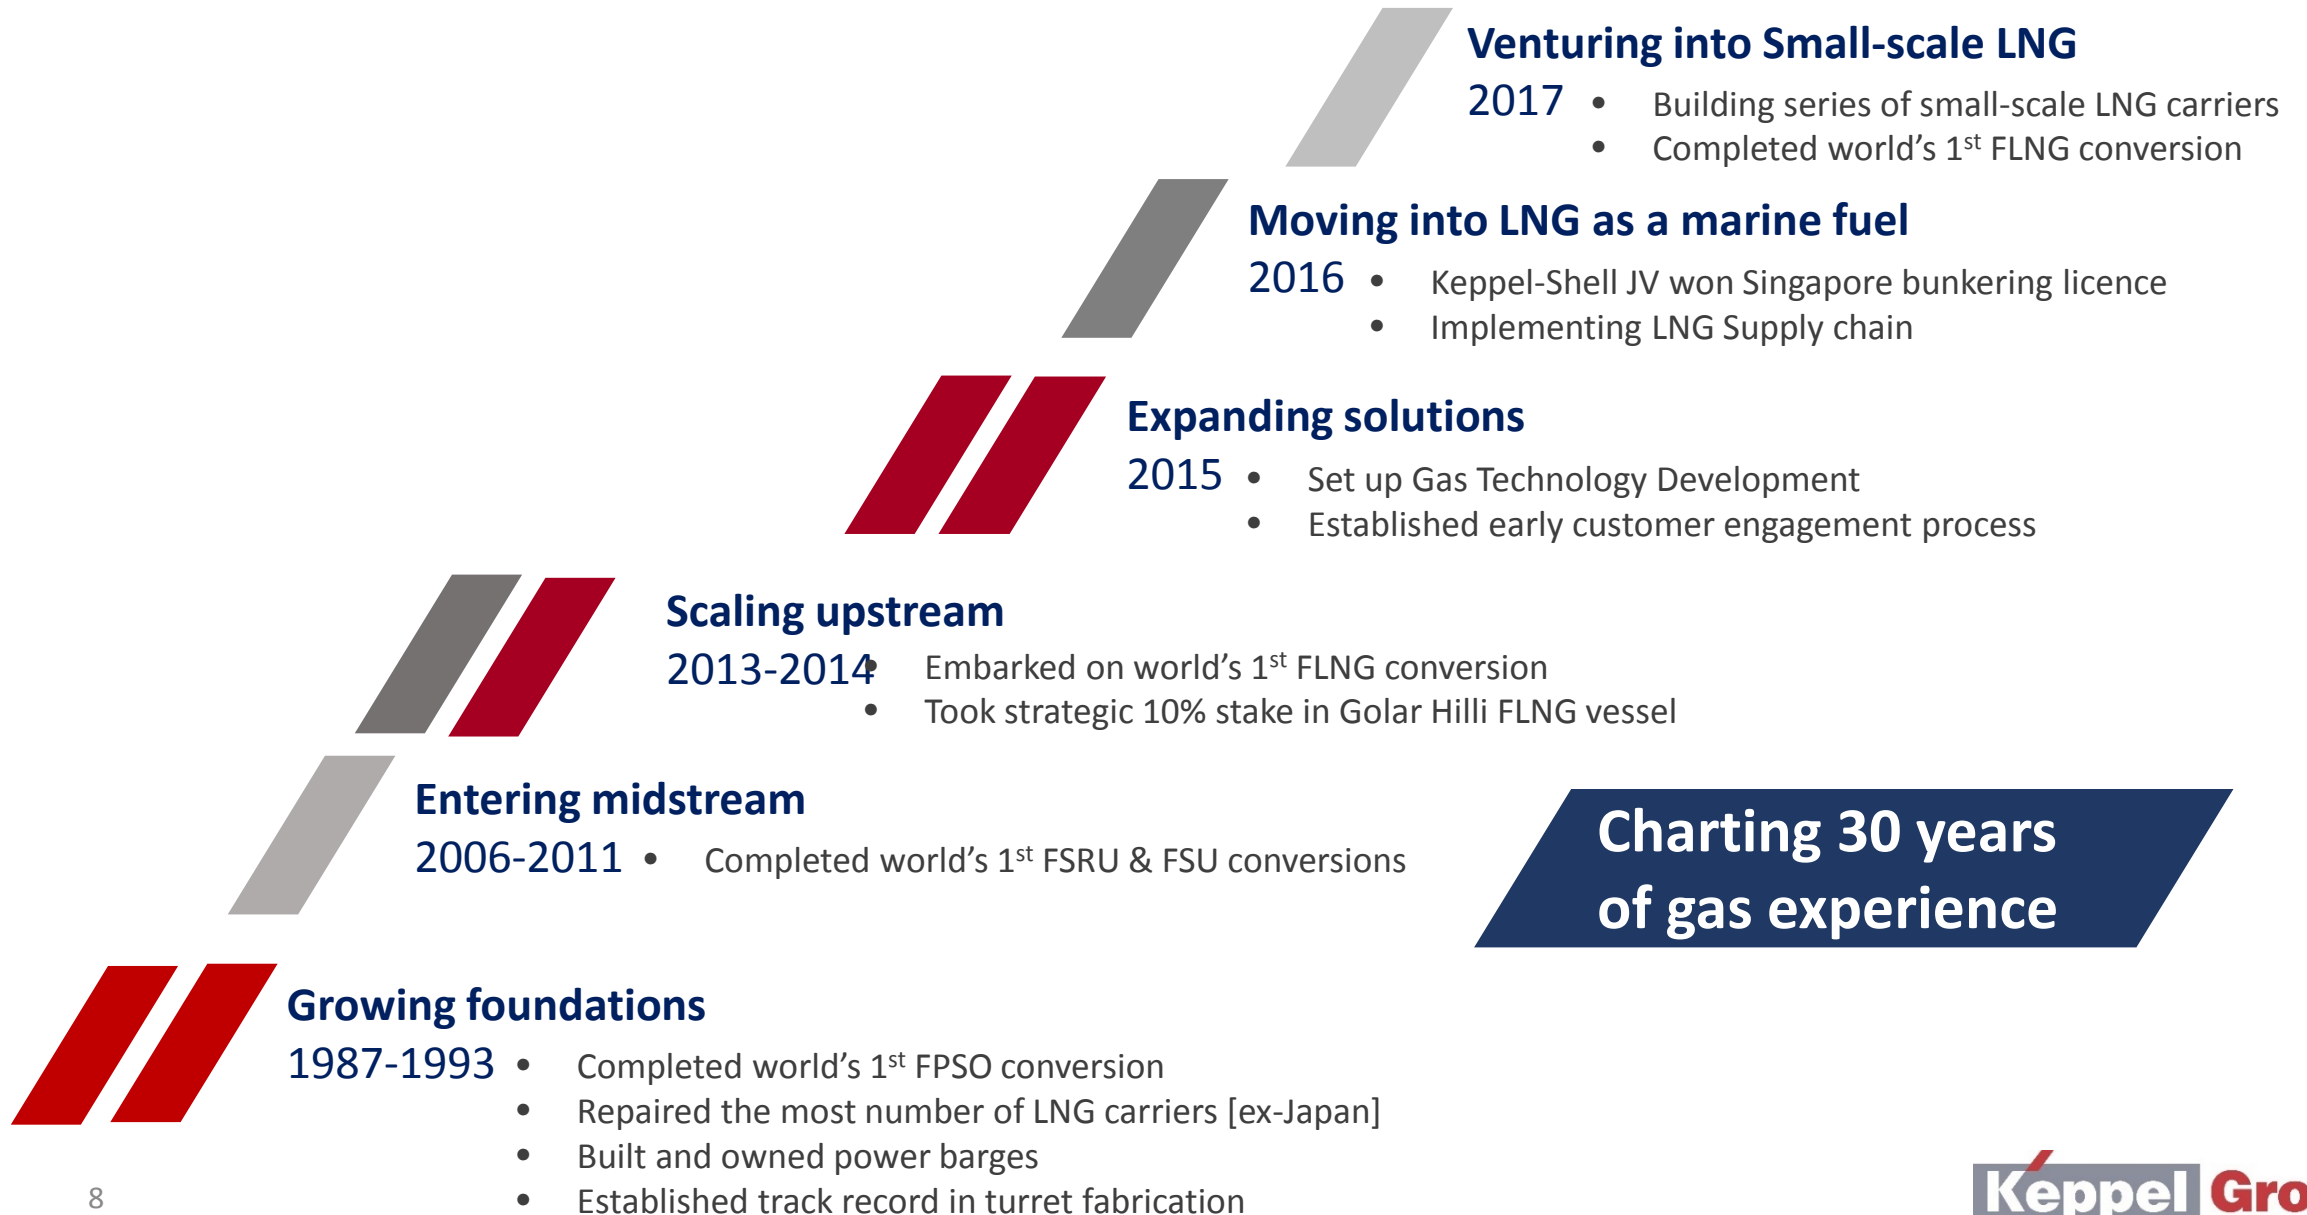 Venturing into Small-scale LNG
2017
• Building series of small-scale LNG carriers
• Completed world’s 1st FLNG conversion
Moving into LNG as a marine fuel
2016
• Keppel-Shell JV won Singapore bunkering licence
• Implementing LNG Supply chain
Expanding solutions
2015
• Set up Gas Technology Development
• Established early customer engagement process
Scaling upstream
2013-2014
• Embarked on world’s 1st FLNG conversion
• Took strategic 10% stake in Golar Hilli FLNG vessel
Entering midstream
2006-2011
• Completed world’s 1st FSRU & FSU conversions
Charting 30 years
of gas experience
Growing foundations
1987-1993
• Completed world’s 1st FPSO conversion
• Repaired the most number of LNG carriers [ex-Japan]
• Built and owned power barges
• Established track record in turret fabrication
8
Keppel Gro